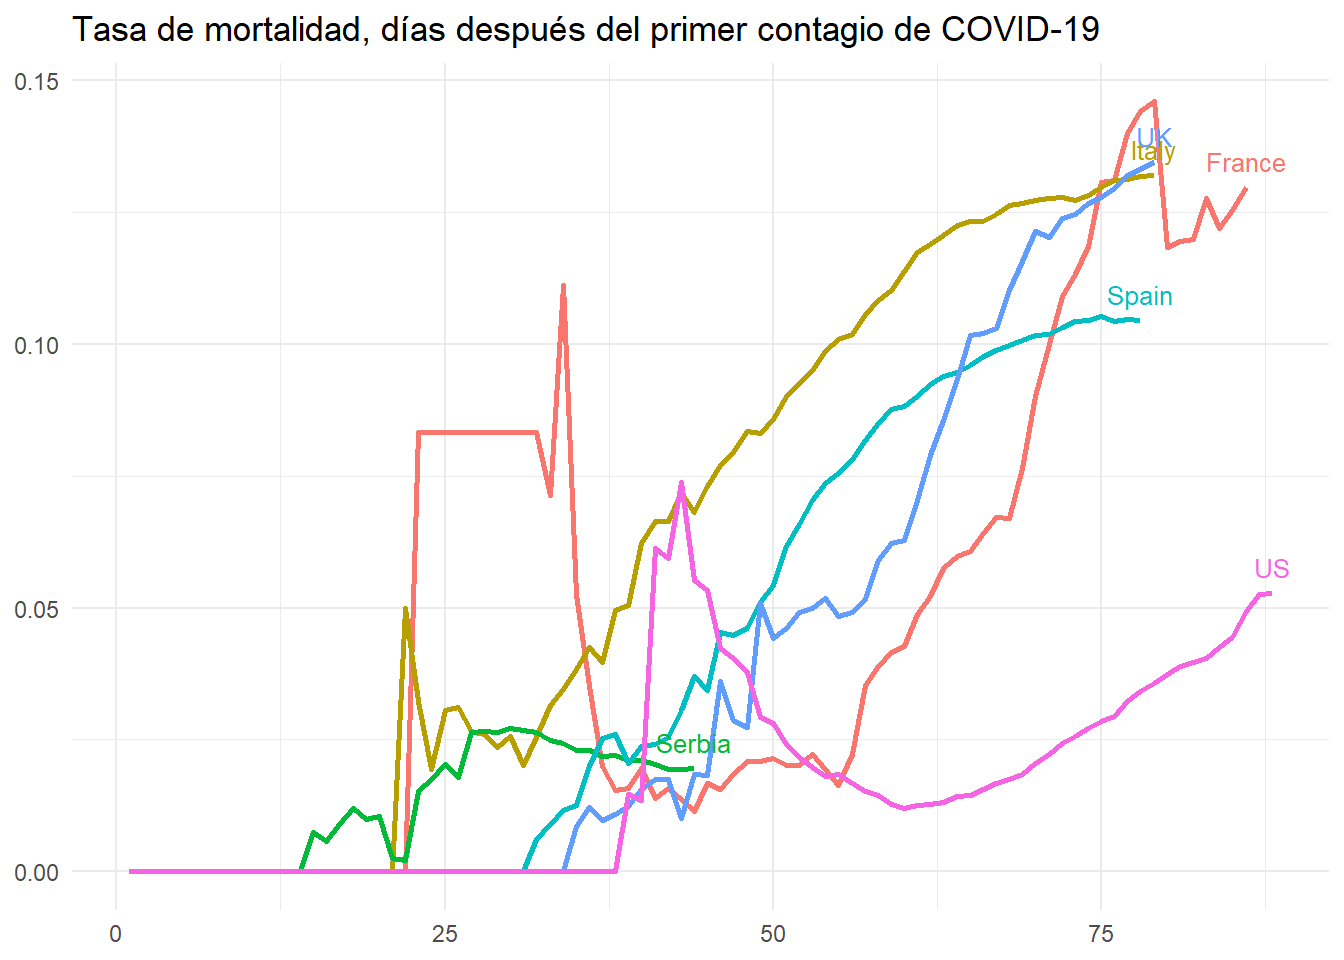 Tasa de mortalidad, días después del primer contagio de COVID-19
0.15
UK
Italy
France
Spain
0.10
US
0.05
Serbia
0.00
0 25 50 75